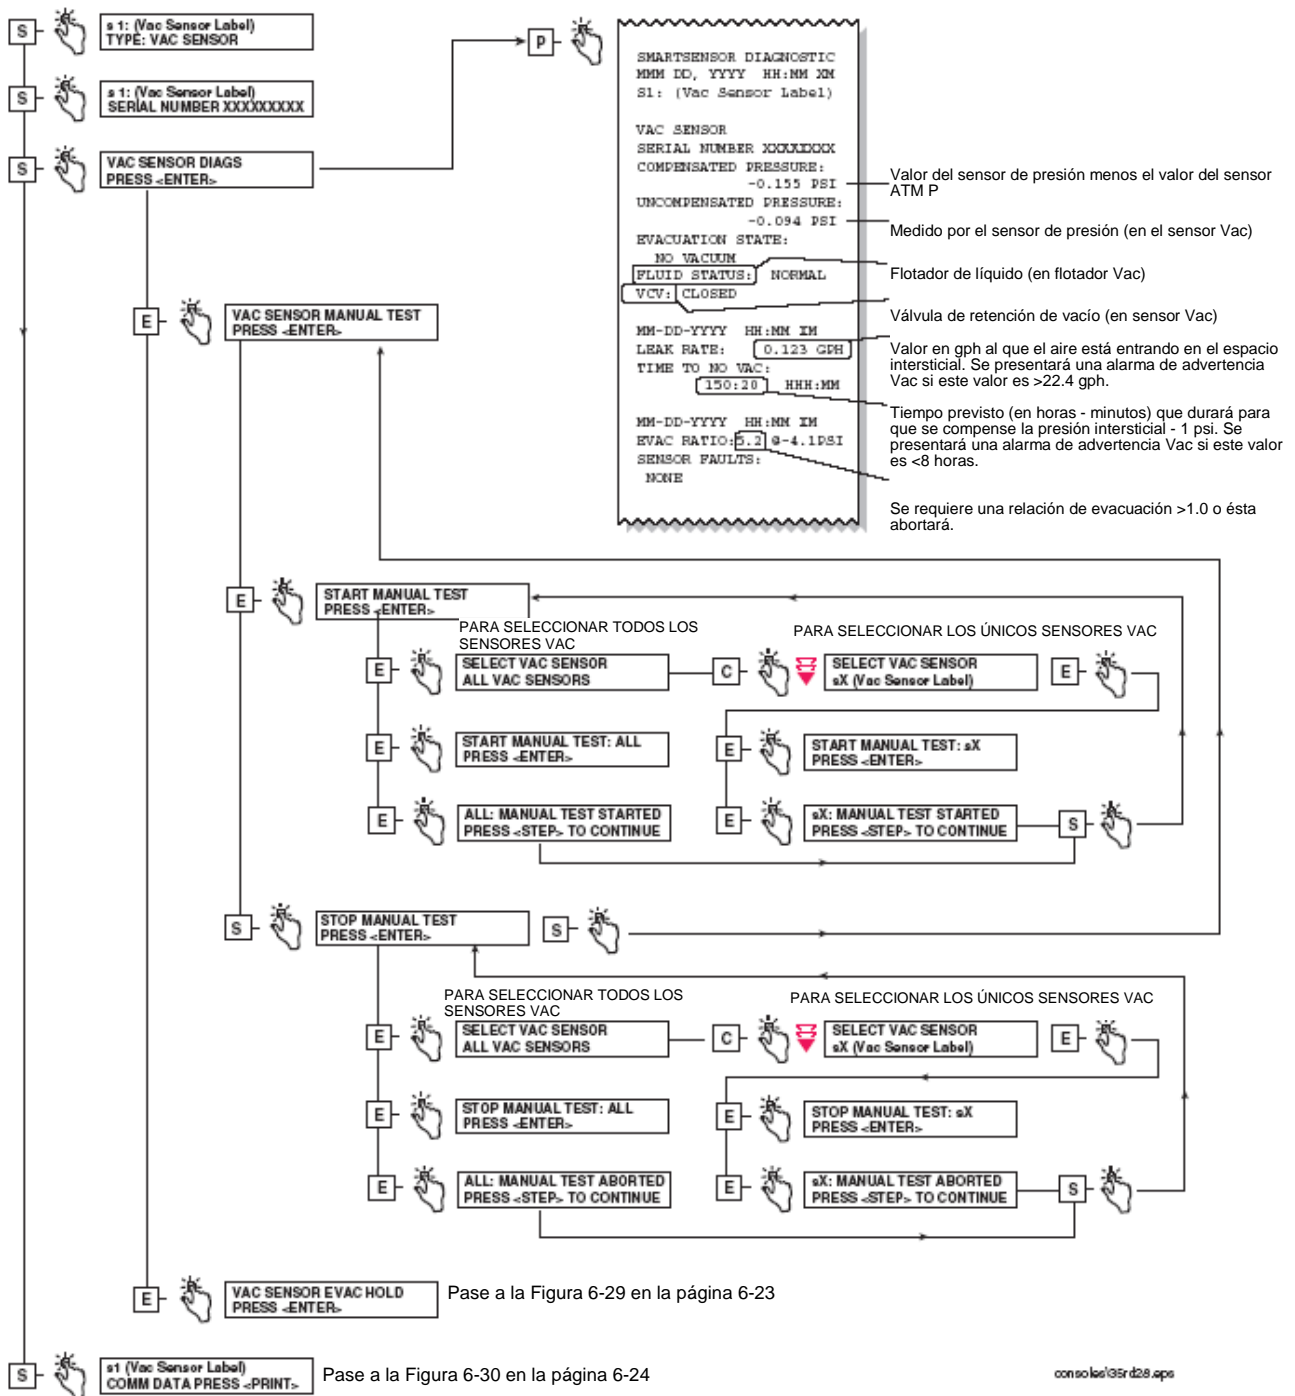 S
s 1: (Vac Sensor Label)
TYPE: VAC SENSOR
S
s 1: (Vac Sensor Label)
SERIAL NUMBER XXXXXXXXX
S
VAC SENSOR DIAGS
PRESS <ENTER>
P
SMARTSENSOR DIAGNOSTIC
MMM DD, YYYY HH:MM XM
S1: (Vac Sensor Label)
VAC SENSOR
SERIAL NUMBER XXXXXXXX
COMPENSATED PRESSURE:
-0.155 PSI
UNCOMPENSATED PRESSURE:
-0.094 PSI
EVACUATION STATE:
NO VACUUM
FLUID STATUS: NORMAL
VCV: CLOSED
MM-DD-YYYY HH:MM XM
LEAK RATE: 0.123 GPH
TIME TO NO VAC:
150:20 HHH:MM
MM-DD-YYYY HH:MM XM
EVAC RATIO:5.2 @-4.1PSI
SENSOR FAULTS:
NONE
Valor del sensor de presión menos el valor del sensor
ATM P
Medido por el sensor de presión (en el sensor Vac)
Flotador de líquido (en flotador Vac)
Válvula de retención de vacío (en sensor Vac)
Valor en gph al que el aire está entrando en el espacio
intersticial. Se presentará una alarma de advertencia
Vac si este valor es >22.4 gph.
Tiempo previsto (en horas - minutos) que durará para
que se compense la presión intersticial - 1 psi. Se
presentará una alarma de advertencia Vac si este valor
es <8 horas.
Se requiere una relación de evacuación >1.0 o ésta
abortará.
E
VAC SENSOR MANUAL TEST
PRESS <ENTER>
E
START MANUAL TEST
PRESS <ENTER>
PARA SELECCIONAR TODOS LOS
SENSORES VAC
PARA SELECCIONAR LOS ÚNICOS SENSORES VAC
E
SELECT VAC SENSOR
ALL VAC SENSORS
C
SELECT VAC SENSOR
sX (Vac Sensor Label)
E
E
START MANUAL TEST: ALL
PRESS <ENTER>
E
START MANUAL TEST: sX
PRESS <ENTER>
E
ALL: MANUAL TEST STARTED
PRESS <STEP> TO CONTINUE
E
sX: MANUAL TEST STARTED
PRESS <STEP> TO CONTINUE
S
S
STOP MANUAL TEST
PRESS <ENTER>
S
PARA SELECCIONAR TODOS LOS
SENSORES VAC
PARA SELECCIONAR LOS ÚNICOS SENSORES VAC
E
SELECT VAC SENSOR
ALL VAC SENSORS
C
SELECT VAC SENSOR
sX (Vac Sensor Label)
E
E
STOP MANUAL TEST: ALL
PRESS <ENTER>
E
STOP MANUAL TEST: sX
PRESS <ENTER>
E
ALL: MANUAL TEST ABORTED
PRESS <STEP> TO CONTINUE
E
sX: MANUAL TEST ABORTED
PRESS <STEP> TO CONTINUE
S
E
VAC SENSOR EVAC HOLD
PRESS <ENTER>
Pase a la Figura 6-29 en la página 6-23
S
s1 (Vac Sensor Label)
COMM DATA PRESS <PRINT>
Pase a la Figura 6-30 en la página 6-24
consoles\35rd28.eps